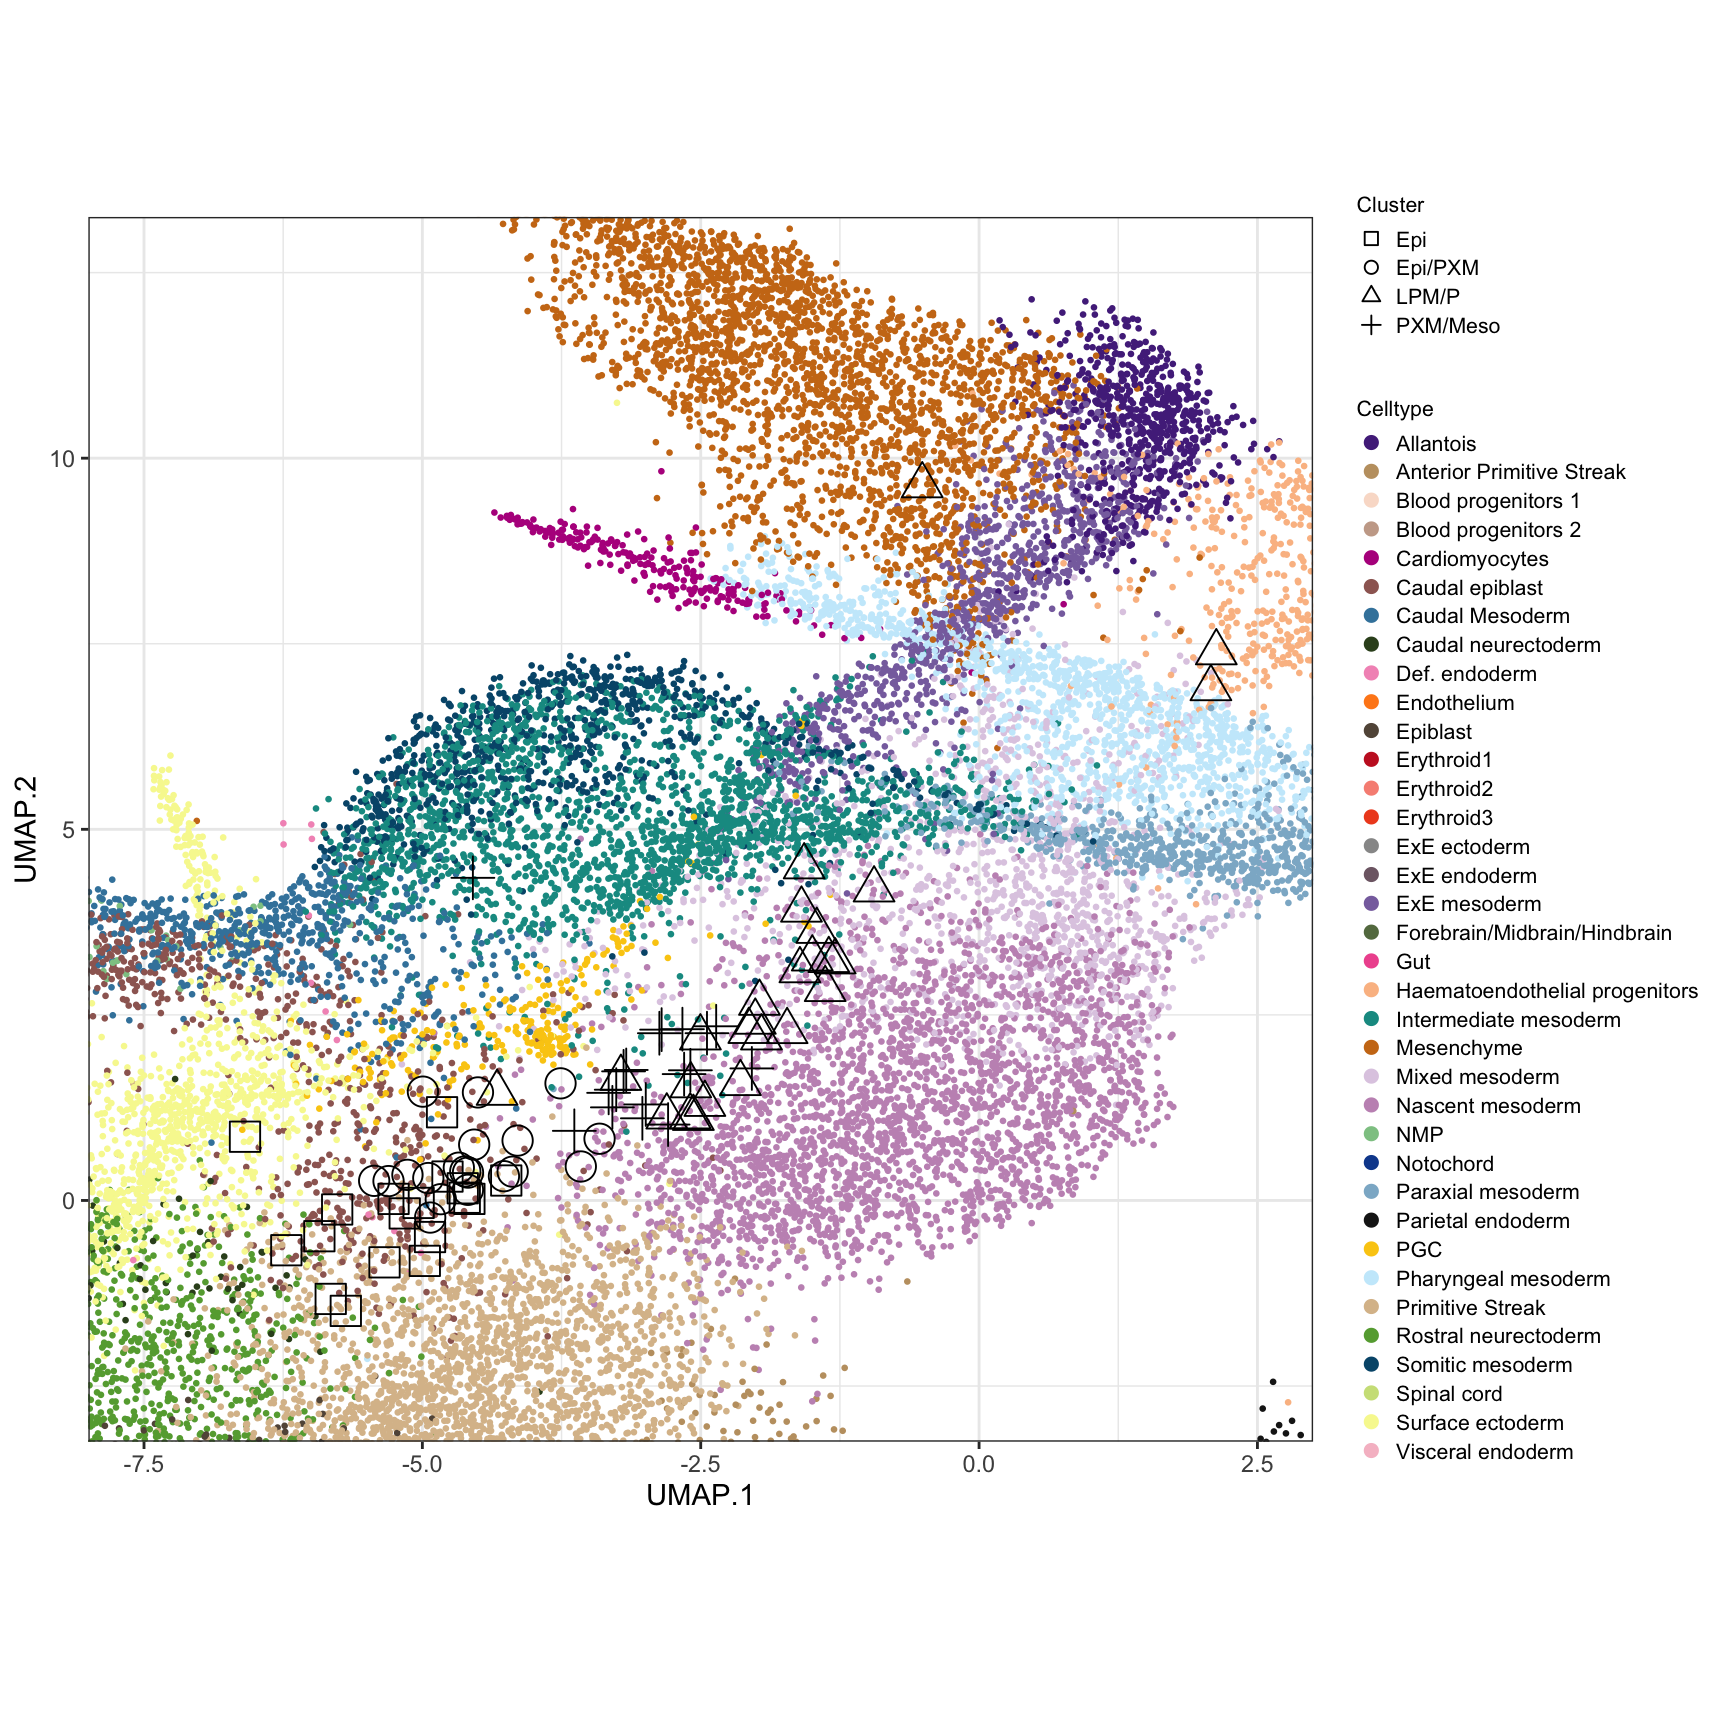 Cluster
Epi
Epi/PXM
LPM/P
PXM/Meso
Celltype
Allantois
Anterior Primitive Streak
Blood progenitors 1
Blood progenitors 2
Cardiomyocytes
Caudal epiblast
Caudal Mesoderm
Caudal neurectoderm
Def. endoderm
Endothelium
Epiblast
Erythroid1
Erythroid2
Erythroid3
ExE ectoderm
ExE endoderm
ExE mesoderm
Forebrain/Midbrain/Hindbrain
Gut
Haematoendothelial progenitors
Intermediate mesoderm
Mesenchyme
Mixed mesoderm
Nascent mesoderm
NMP
Notochord
Paraxial mesoderm
Parietal endoderm
PGC
Pharyngeal mesoderm
Primitive Streak
Rostral neurectoderm
Somitic mesoderm
Spinal cord
Surface ectoderm
Visceral endoderm
10
5
0
UMAP.2
-7.5 -5.0 -2.5 0.0 2.5
UMAP.1